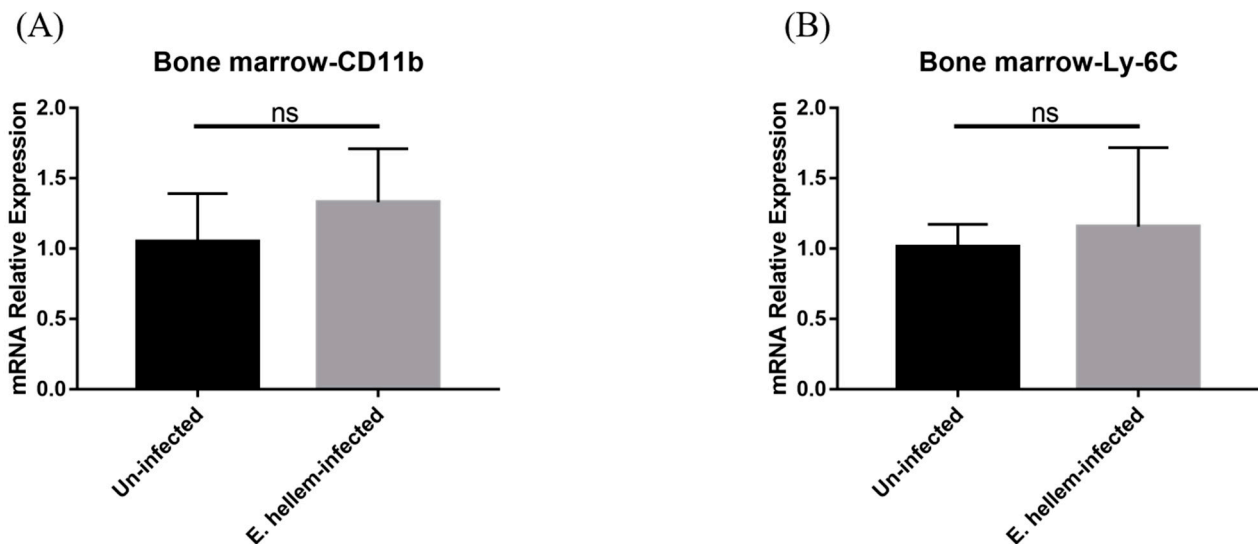 (A)
Bone marrow-CD11b
mRNA Relative Expression
2.0
1.5
1.0
0.5
0.0
ns
Un-infected
E. hellem-infected
(B)
Bone marrow-Ly-6C
mRNA Relative Expression
2.0
1.5
1.0
0.5
0.0
ns
Un-infected
E. hellem-infected